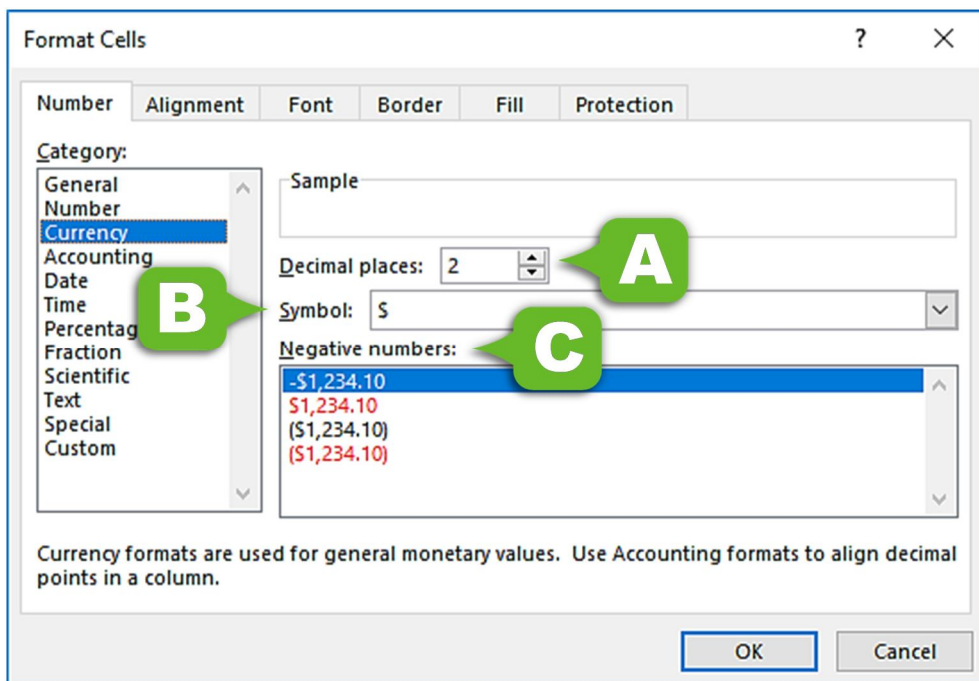 Format Cells ? ×
Number Alignment Font Border Fill Protection
Category:
General
Number
Currency
Accounting
Date
Time
Percentag
Fraction
Scientific
Text
Special
Custom
Sample
Decimal places: 2
A
B
Symbol: $
Negative numbers:
C
-$1,234.10
$1,234.10
($1,234.10)
($1,234.10)
Currency formats are used for general monetary values.  Use Accounting formats to align decimal
points in a column.
OK Cancel